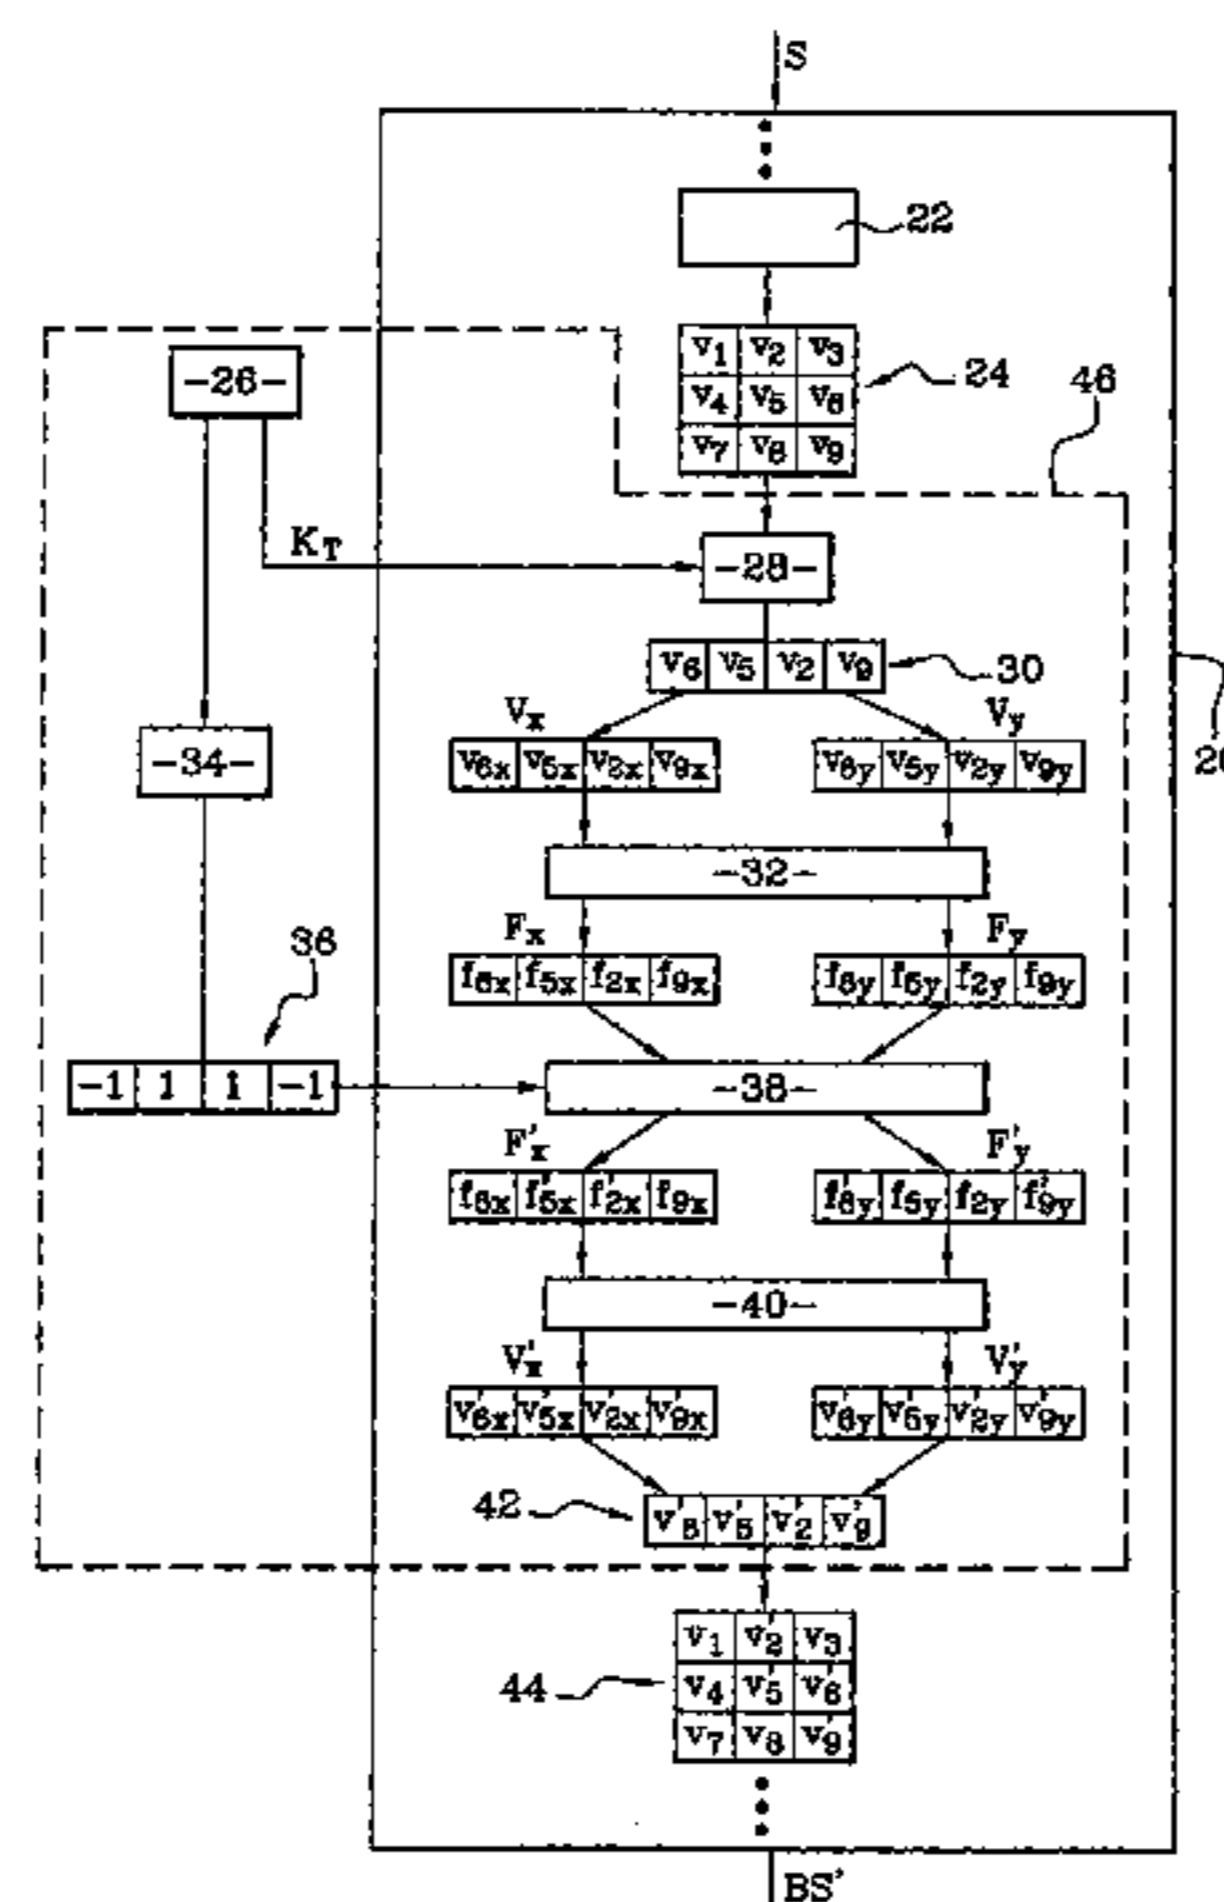 S
22
v1 v2 v3
24
46
-26-
v4 v5 v6
v7 v8 v9
KT
-28-
v6 v5 v2 v9
30
Vx
Vy
-34-
v6x v5x v2x v9x
v6y v5y v2y v9y
-32-
36
Fx
Fy
f6x f5x f2x f9x
f6y f5y f2y f9y
-1 1 1 -1
-38-
F'x
F'y
f6x f'5x f'2x f9x
f'6y f5y f2y f'9y
-40-
V'x
V'y
v'6x v'5x v'2x v'9x
v'6y v'5y v'2y v'9y
42
v'6 v'5 v'2 v'9
v1 v'2 v3
44
v4 v'5 v'6
v7 v8 v'9
BS'